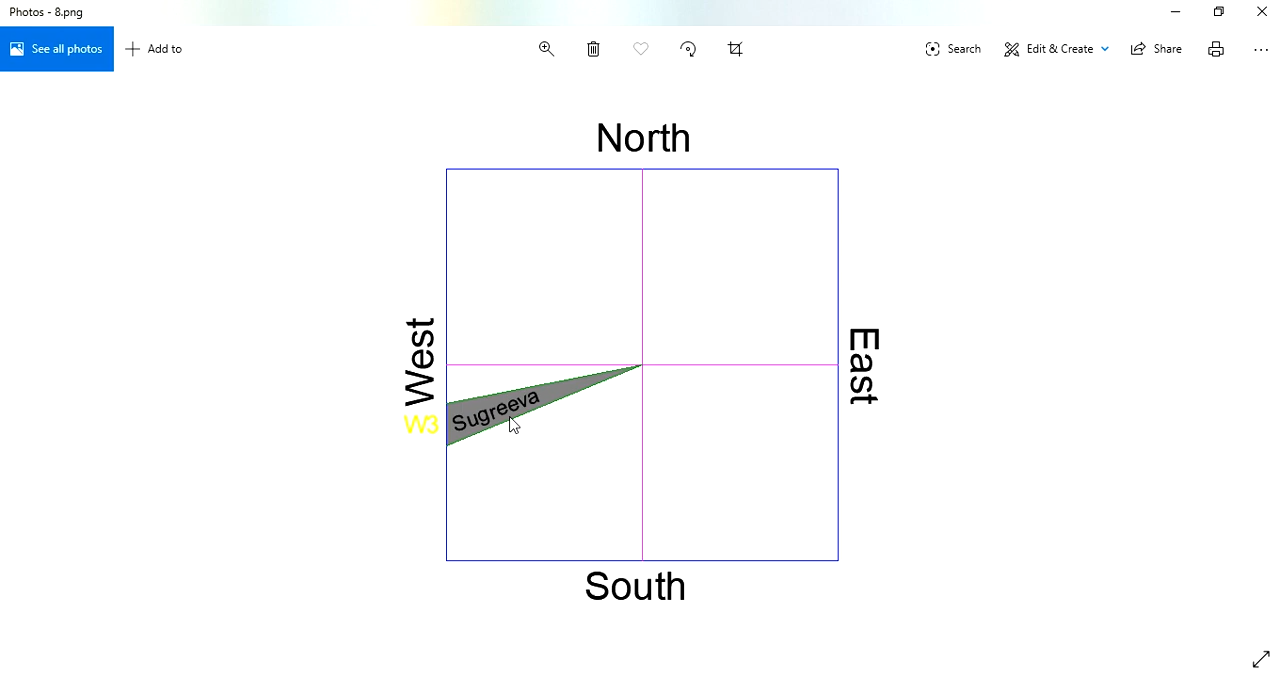 Photos - 8.png
See all photos
Add to
Search
Edit & Create
Share
North
West
East
W3
Sugreeva
South